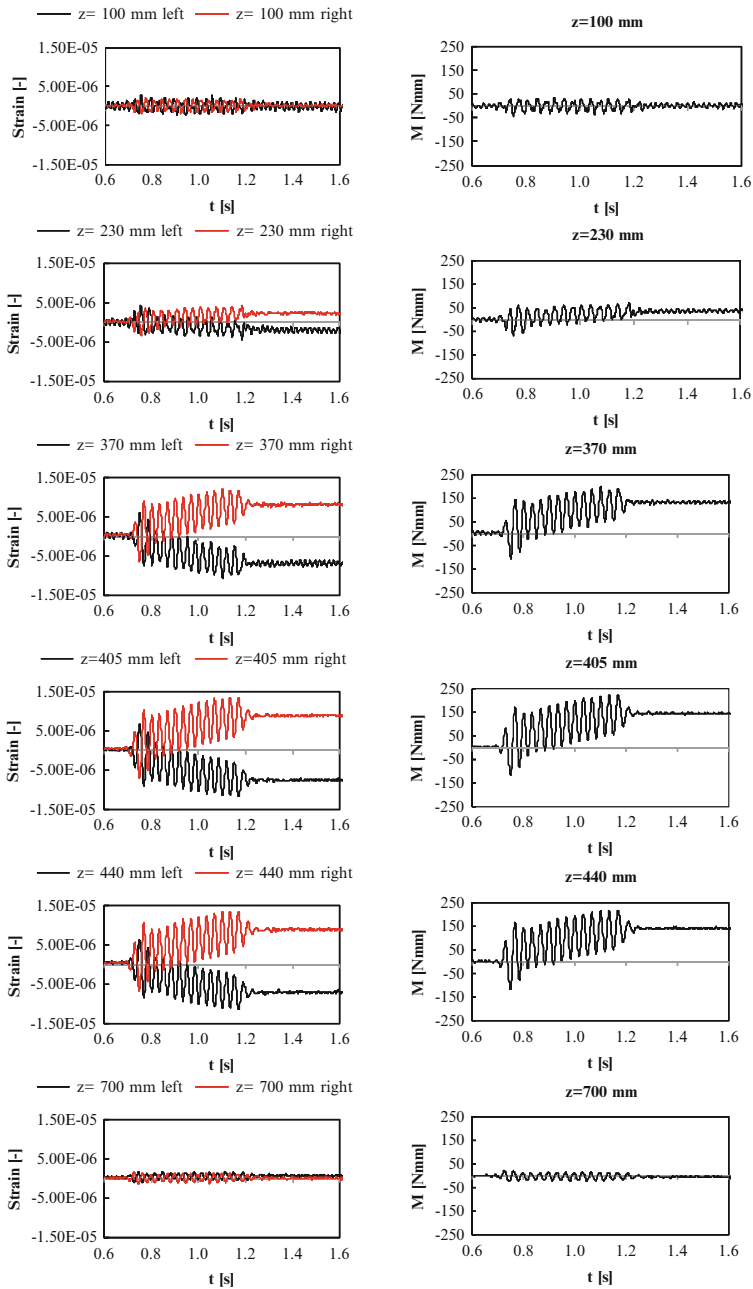 z= 100 mm left z= 100 mm right
z=100 mm
Strain [-]
1.50E-05
5.00E-06
-5.00E-06
-1.50E-05
0.6 0.8 1.0 1.2 1.4 1.6
t [s]
M [Nmm]
250
150
50
-50
-150
-250
0.6 0.8 1.0 1.2 1.4 1.6
t [s]
z= 230 mm left z= 230 mm right
z=230 mm
Strain [-]
1.50E-05
5.00E-06
-5.00E-06
-1.50E-05
0.6 0.8 1.0 1.2 1.4 1.6
t [s]
M [Nmm]
250
150
50
-50
-150
-250
0.6 0.8 1.0 1.2 1.4 1.6
t [s]
z= 370 mm left z= 370 mm right
z=370 mm
Strain [-]
1.50E-05
5.00E-06
-5.00E-06
-1.50E-05
0.6 0.8 1.0 1.2 1.4 1.6
t [s]
M [Nmm]
250
150
50
-50
-150
-250
0.6 0.8 1.0 1.2 1.4 1.6
t [s]
z=405 mm left z=405 mm right
z=405 mm
Strain [-]
1.50E-05
5.00E-06
-5.00E-06
-1.50E-05
0.6 0.8 1.0 1.2 1.4 1.6
t [s]
M [Nmm]
250
150
50
-50
-150
-250
0.6 0.8 1.0 1.2 1.4 1.6
t [s]
z= 440 mm left z= 440 mm right
z=440 mm
Strain [-]
1.50E-05
5.00E-06
-5.00E-06
-1.50E-05
0.6 0.8 1.0 1.2 1.4 1.6
t [s]
M [Nmm]
250
150
50
-50
-150
-250
0.6 0.8 1.0 1.2 1.4 1.6
t [s]
z= 700 mm left z= 700 mm right
z=700 mm
Strain [-]
1.50E-05
5.00E-06
-5.00E-06
-1.50E-05
0.6 0.8 1.0 1.2 1.4 1.6
t [s]
M [Nmm]
250
150
50
-50
-150
-250
0.6 0.8 1.0 1.2 1.4 1.6
t [s]